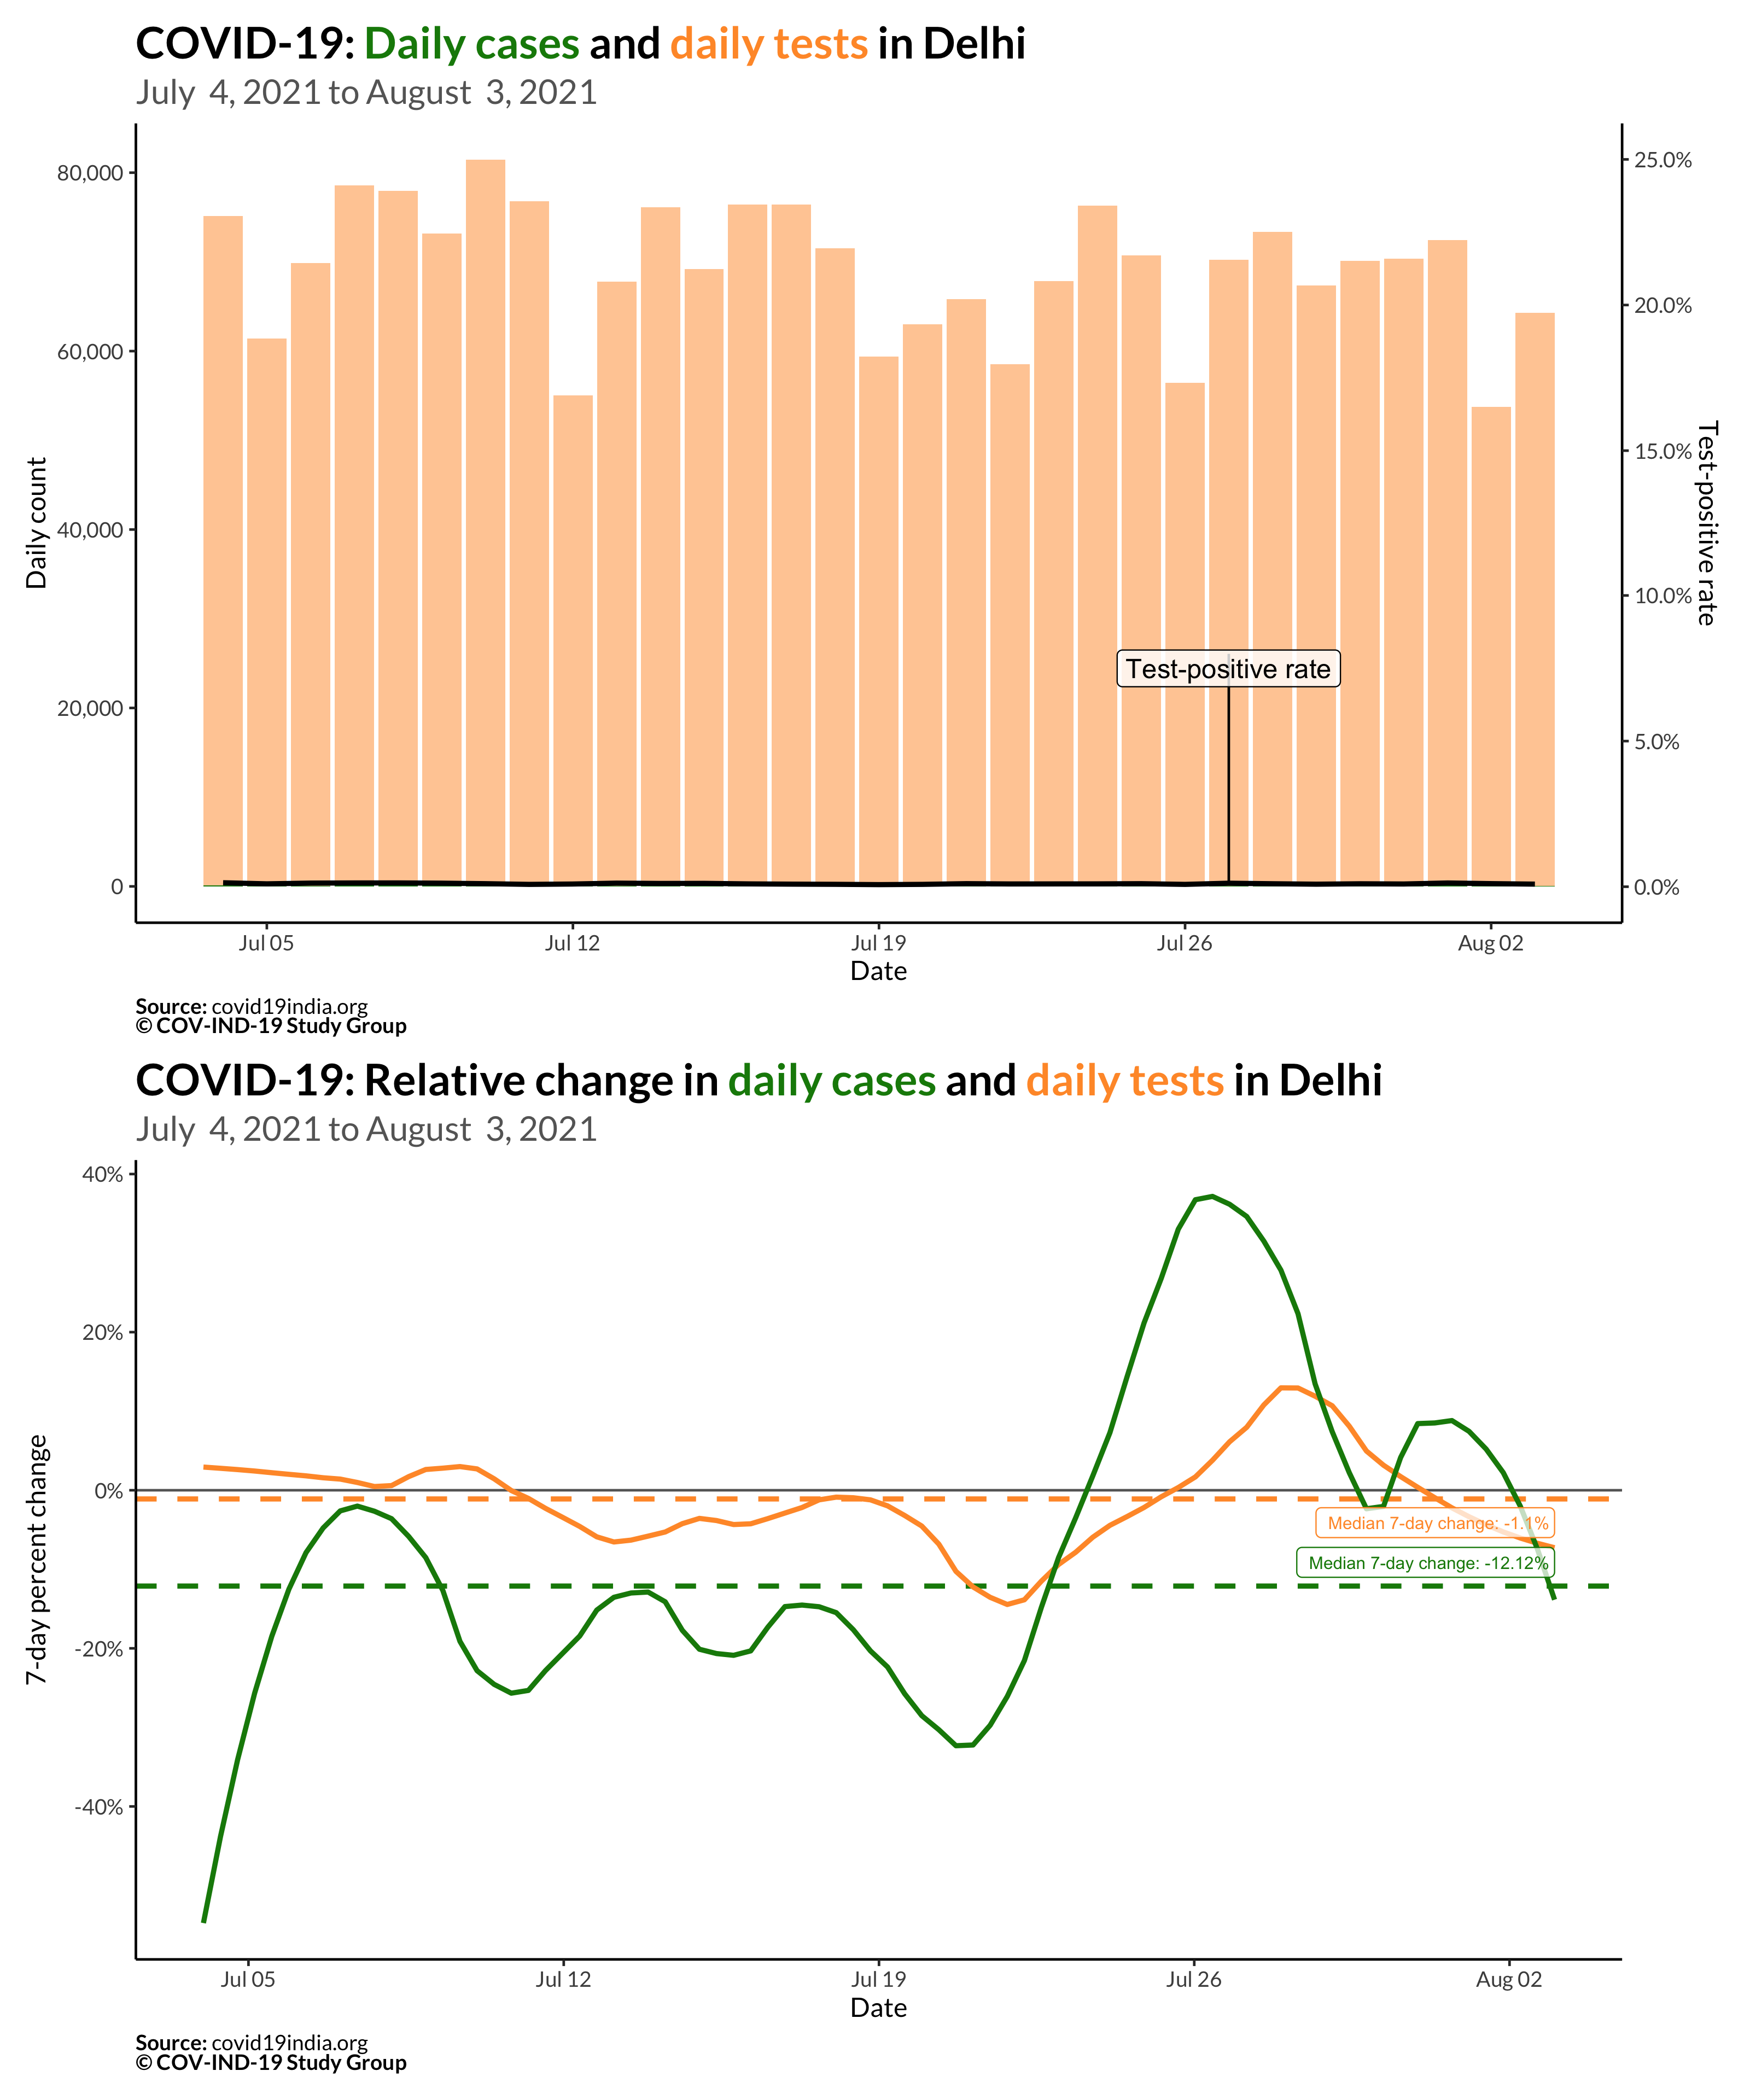 COVID-19: Daily cases and daily tests in Delhi
July 4, 2021 to August 3, 2021
80,000
60,000
40,000
20,000
0
Daily count
25.0%
20.0%
15.0%
10.0%
5.0%
0.0%
Test-positive rate
Test-positive rate
Jul 05
Jul 12
Jul 19
Jul 26
Aug 02
Date
Source: covid19india.org
© COV-IND-19 Study Group
COVID-19: Relative change in daily cases and daily tests in Delhi
July 4, 2021 to August 3, 2021
40%
20%
0%
-20%
-40%
7-day percent change
Median 7-day change: -1.1%
Median 7-day change: -12.12%
Jul 05
Jul 12
Jul 19
Jul 26
Aug 02
Date
Source: covid19india.org
© COV-IND-19 Study Group